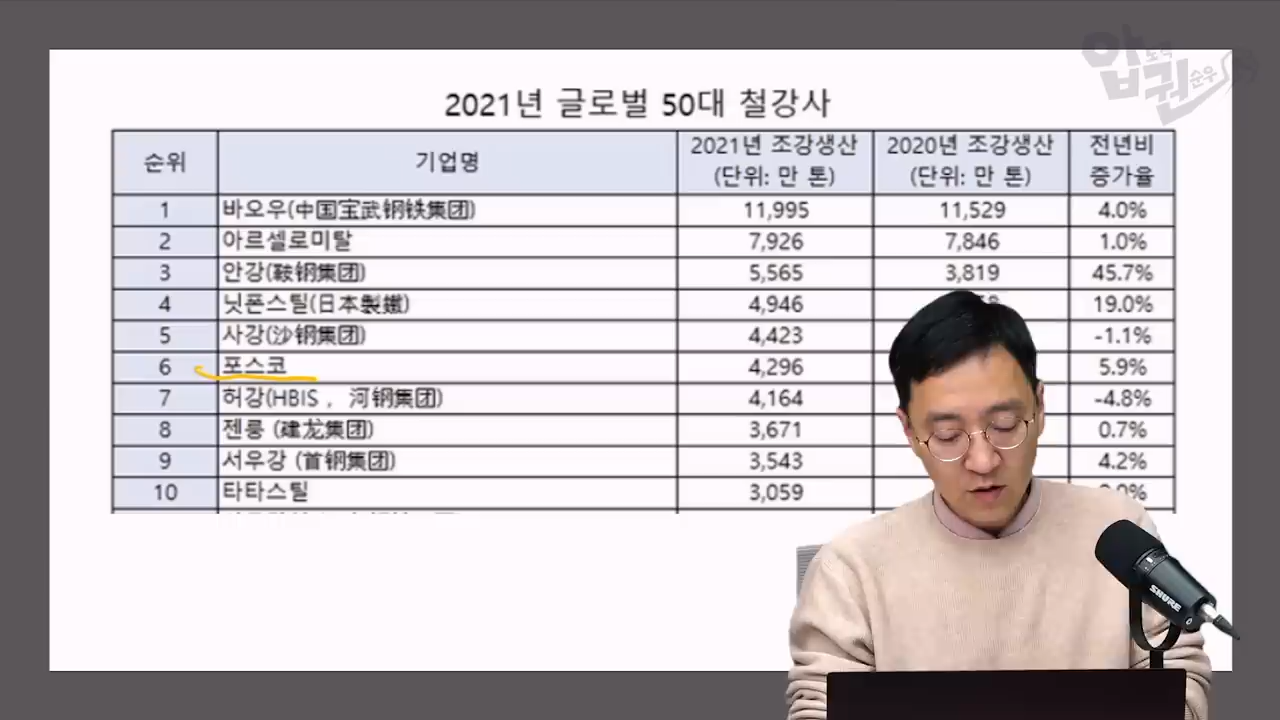 압도적
권순우
2021년 글로벌 50대 철강사
순위 기업명 2021년 조강생산 (단위: 만 톤) 2020년 조강생산 (단위: 만 톤) 전년비 증가율
1 바오우(中国宝武钢铁集团) 11,995 11,529 4.0%
2 아르셀로미탈 7,926 7,846 1.0%
3 안강(鞍钢集团) 5,565 3,819 45.7%
4 닛폰스틸(日本製鐵) 4,946 19.0%
5 사강(沙钢集团) 4,423 -1.1%
6 포스코 4,296 5.9%
7 허강(HBIS , 河钢集团) 4,164 -4.8%
8 젠룽 (建龙集团) 3,671 0.7%
9 서우강 (首钢集团) 3,543 4.2%
10 타타스틸 3,059
SHURE